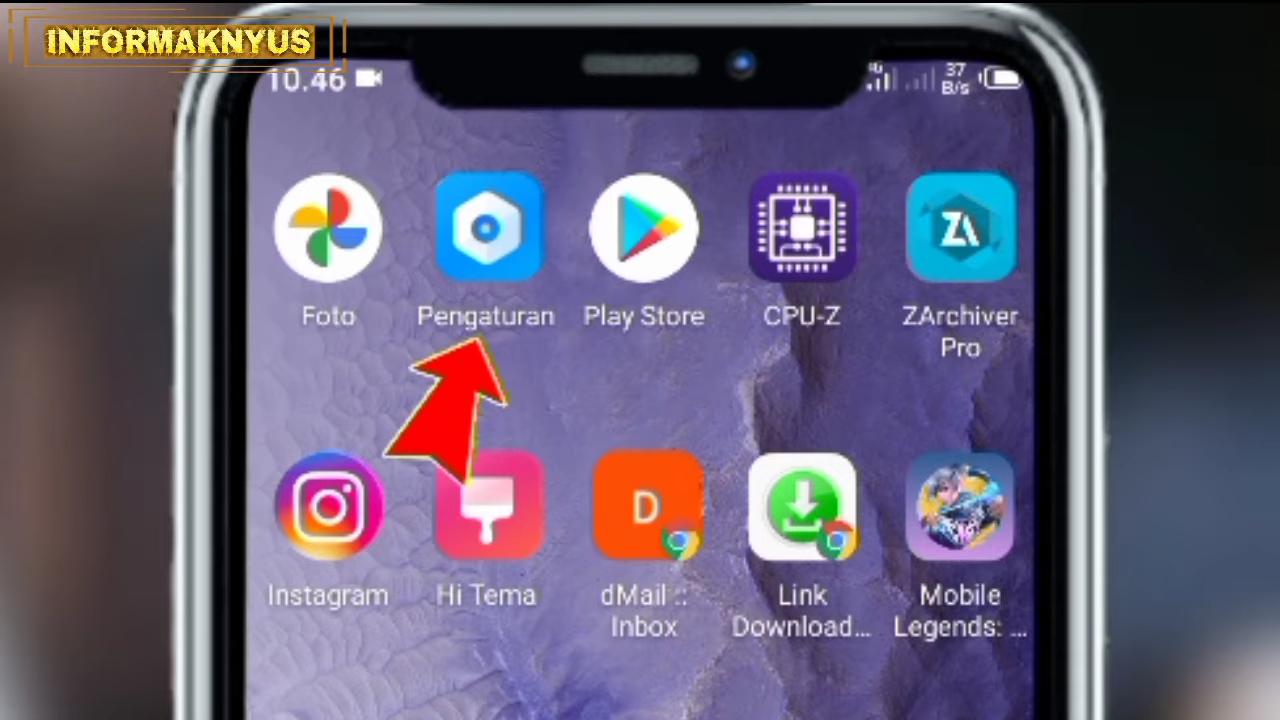 INFORMAKNYUS
10.46
4G
37
B/s
Foto
Pengaturan
Play Store
CPU-Z
ZArchiver
Pro
Instagram
Hi Tema
D
dMail ::
Inbox
Link
Download...
Mobile
Legends: ...